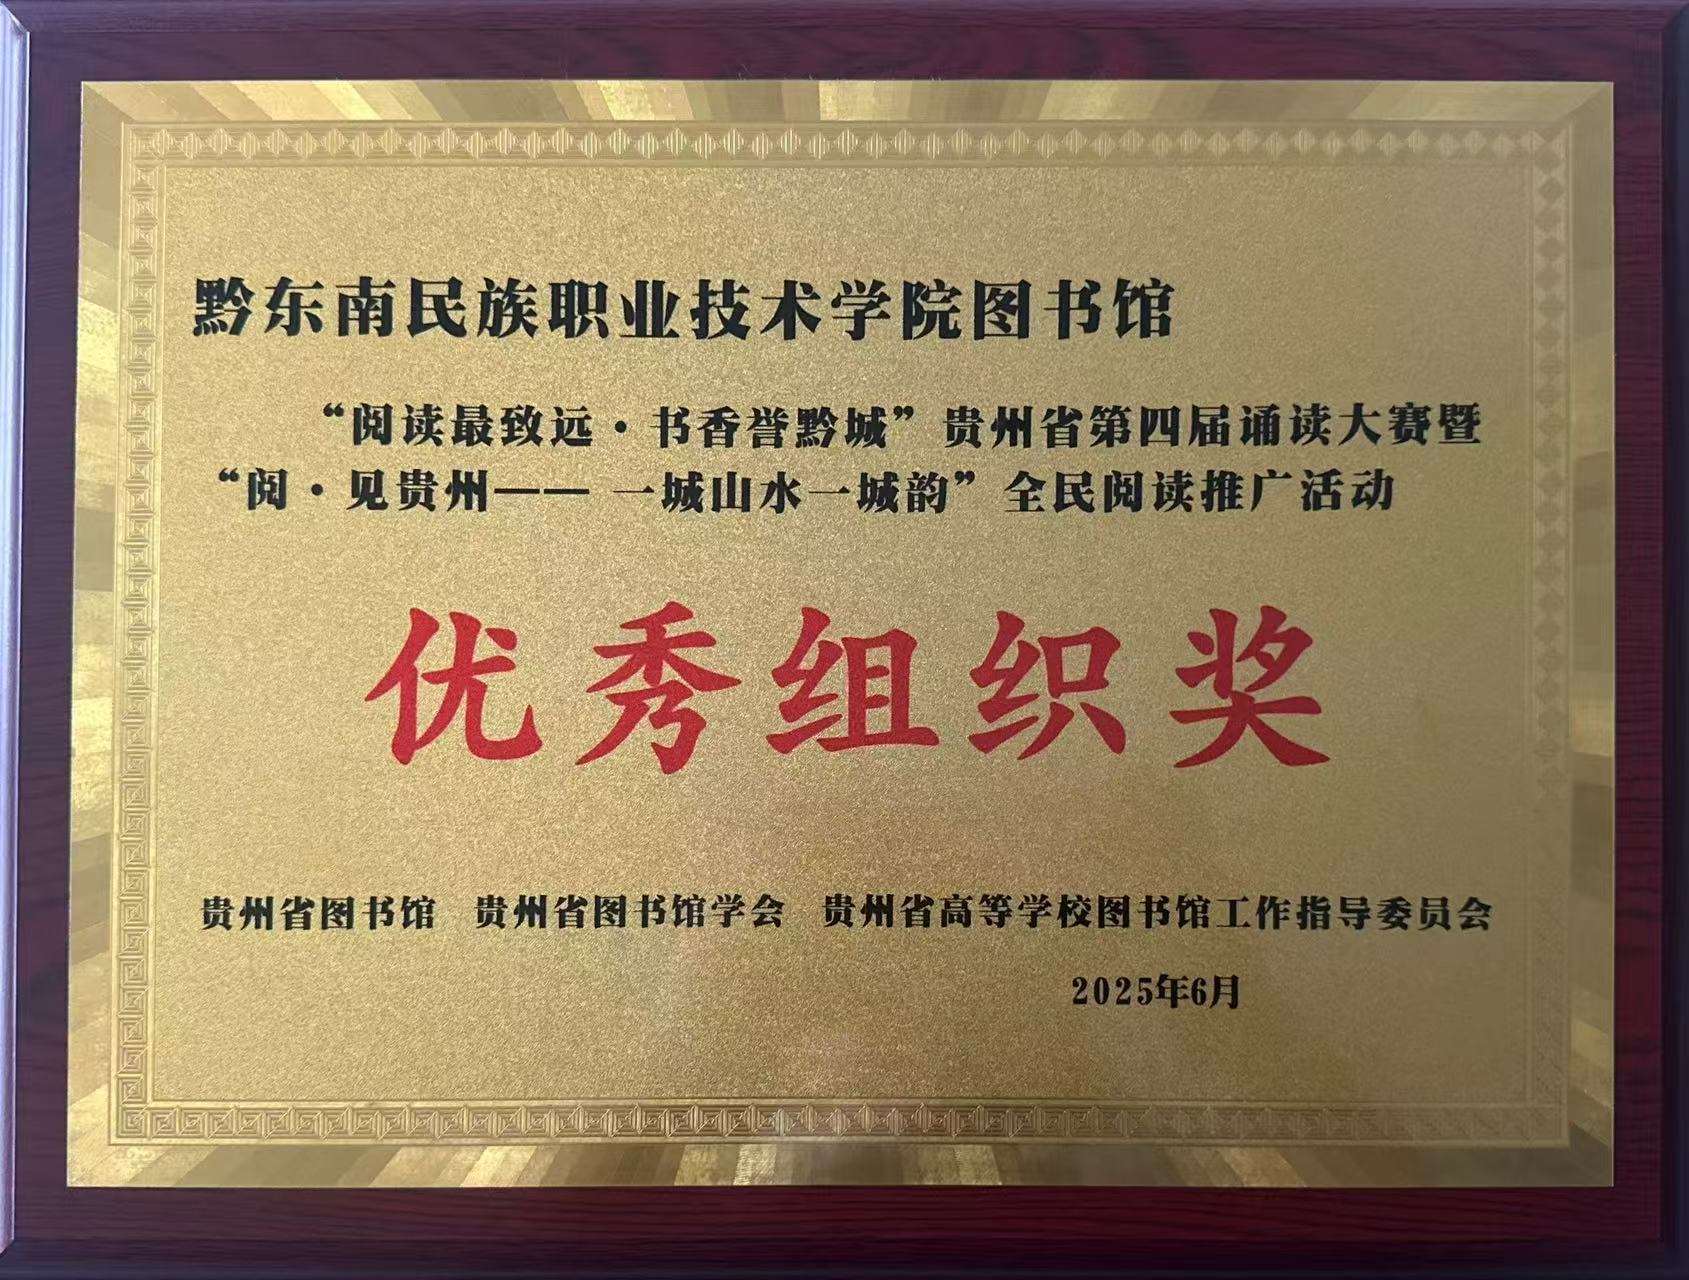 黔东南民族职业技术学院图书馆
“阅读最致远·书香誉黔城”贵州省第四届诵读大赛暨
“阅·见贵州—— 一城山水一城韵”全民阅读推广活动
优秀组织奖
贵州省图书馆 贵州省图书馆学会 贵州省高等学校图书馆工作指导委员会
2025年6月